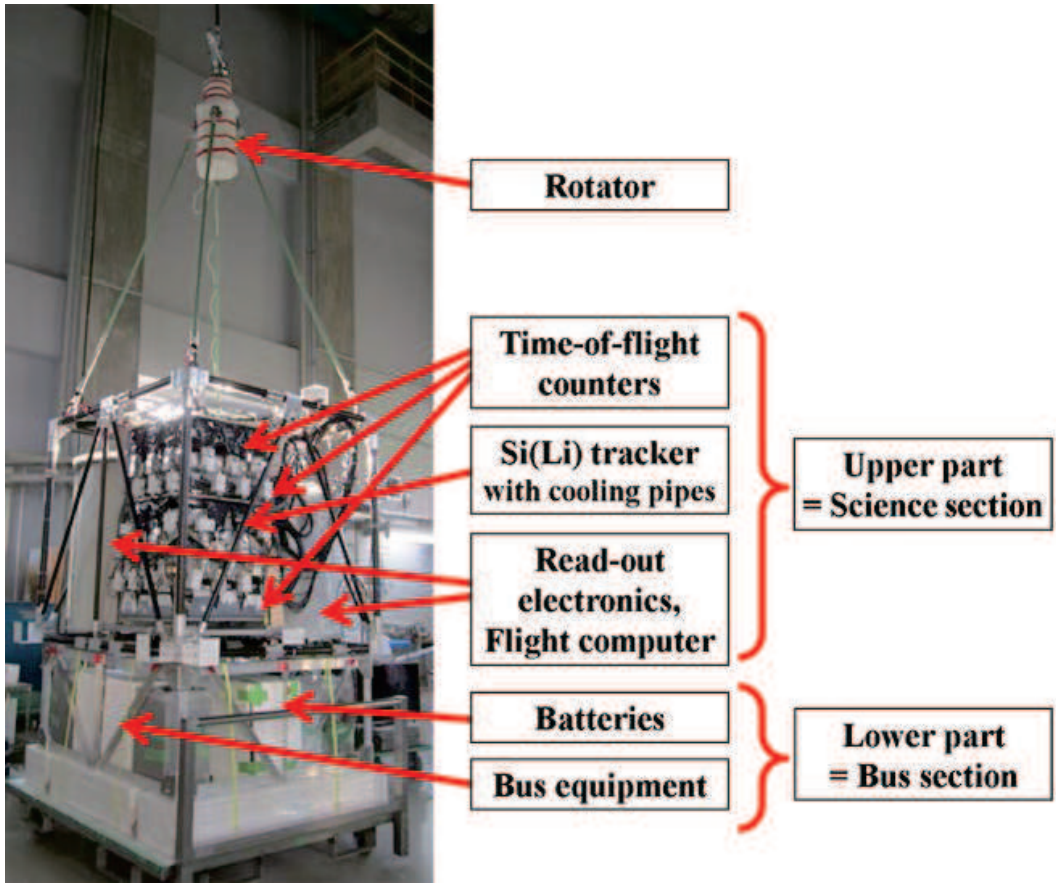 Rotator
Time-of-flight
counters
Si(Li) tracker
with cooling pipes
Read-out
electronics,
Flight computer
Upper part
= Science section
Batteries
Bus equipment
Lower part
= Bus section